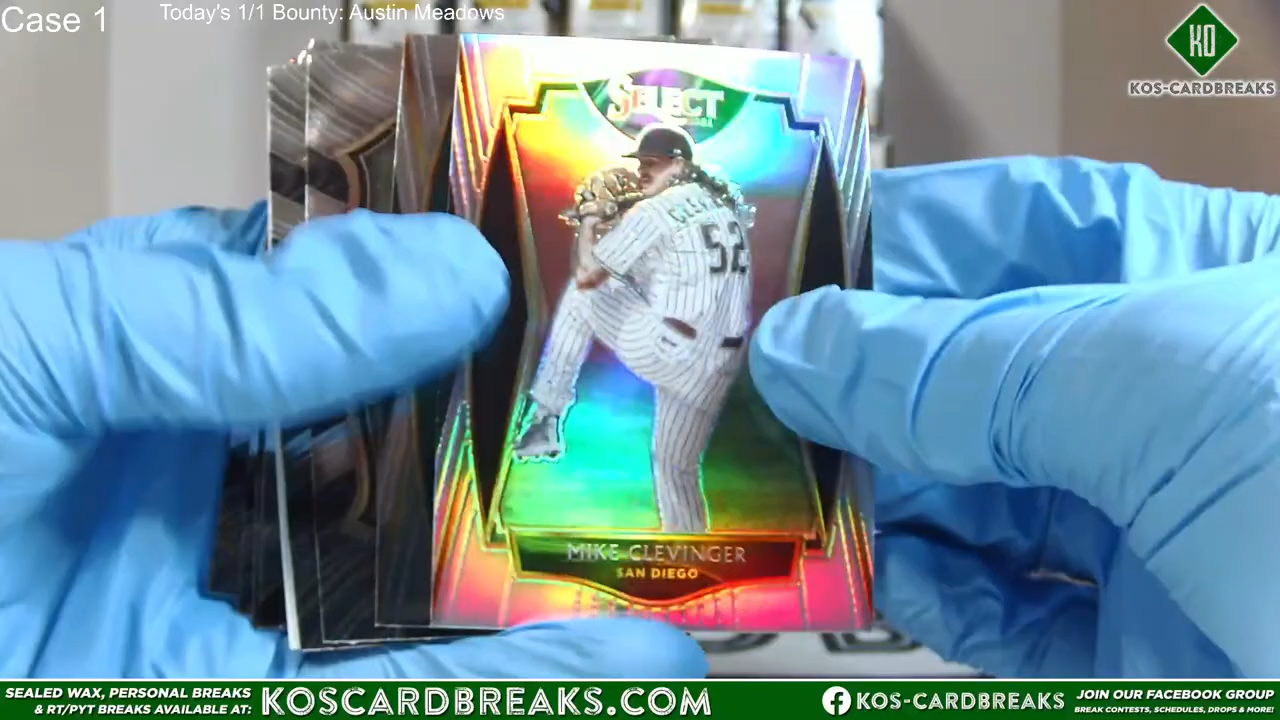 Case 1
Today's 1/1 Bounty: Austin Meadows
KO
KOS-CARDBREAKS
SELECT
52
MIKE CLEVINGER
SAN DIEGO
SEALED WAX, PERSONAL BREAKS
& RT/PYT BREAKS AVAILABLE AT:
KOSCARDBREAKS.COM
KOS-CARDBREAKS
JOIN OUR FACEBOOK GROUP
BREAK CONTESTS, SCHEDULES, DROPS & MORE!